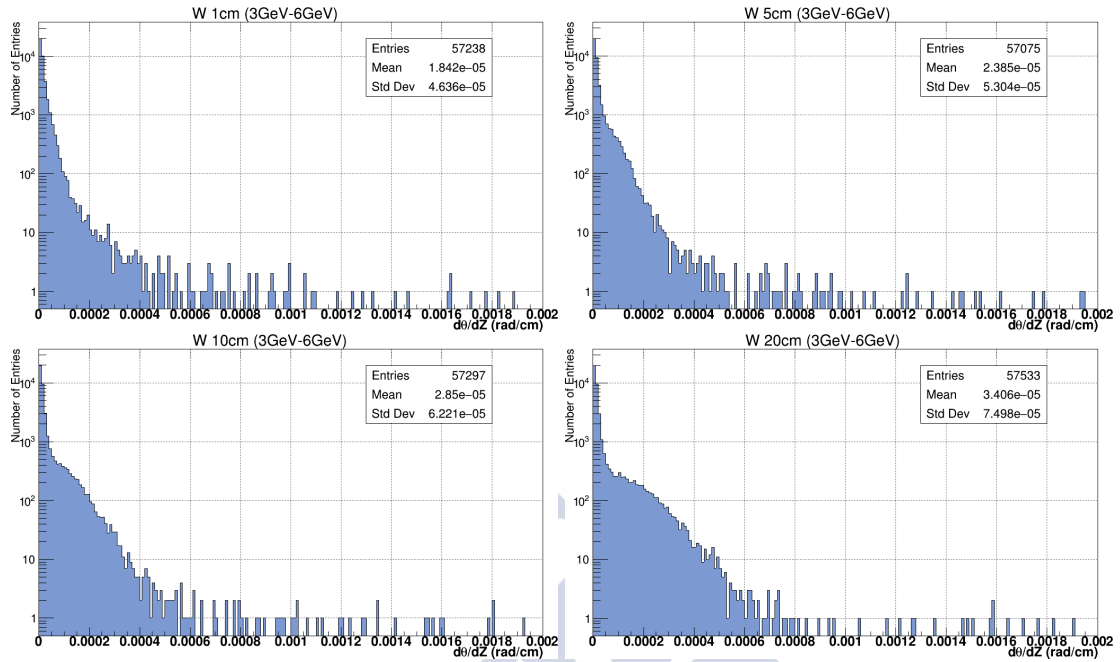 W 1cm (3GeV-6GeV)
Number of Entries
Entries 57238
Mean 1.842e−05
Std Dev 4.636e−05
10⁴
10³
10²
10
1
0 0.0002 0.0004 0.0006 0.0008 0.001 0.0012 0.0014 0.0016 0.0018 0.002
dθ/dZ (rad/cm)
W 5cm (3GeV-6GeV)
Number of Entries
Entries 57075
Mean 2.385e−05
Std Dev 5.304e−05
10⁴
10³
10²
10
1
0 0.0002 0.0004 0.0006 0.0008 0.001 0.0012 0.0014 0.0016 0.0018 0.002
dθ/dZ (rad/cm)
W 10cm (3GeV-6GeV)
Number of Entries
Entries 57297
Mean 2.85e−05
Std Dev 6.221e−05
10⁴
10³
10²
10
1
0 0.0002 0.0004 0.0006 0.0008 0.001 0.0012 0.0014 0.0016 0.0018 0.002
dθ/dZ (rad/cm)
W 20cm (3GeV-6GeV)
Number of Entries
Entries 57533
Mean 3.406e−05
Std Dev 7.498e−05
10⁴
10³
10²
10
1
0 0.0002 0.0004 0.0006 0.0008 0.001 0.0012 0.0014 0.0016 0.0018 0.002
dθ/dZ (rad/cm)